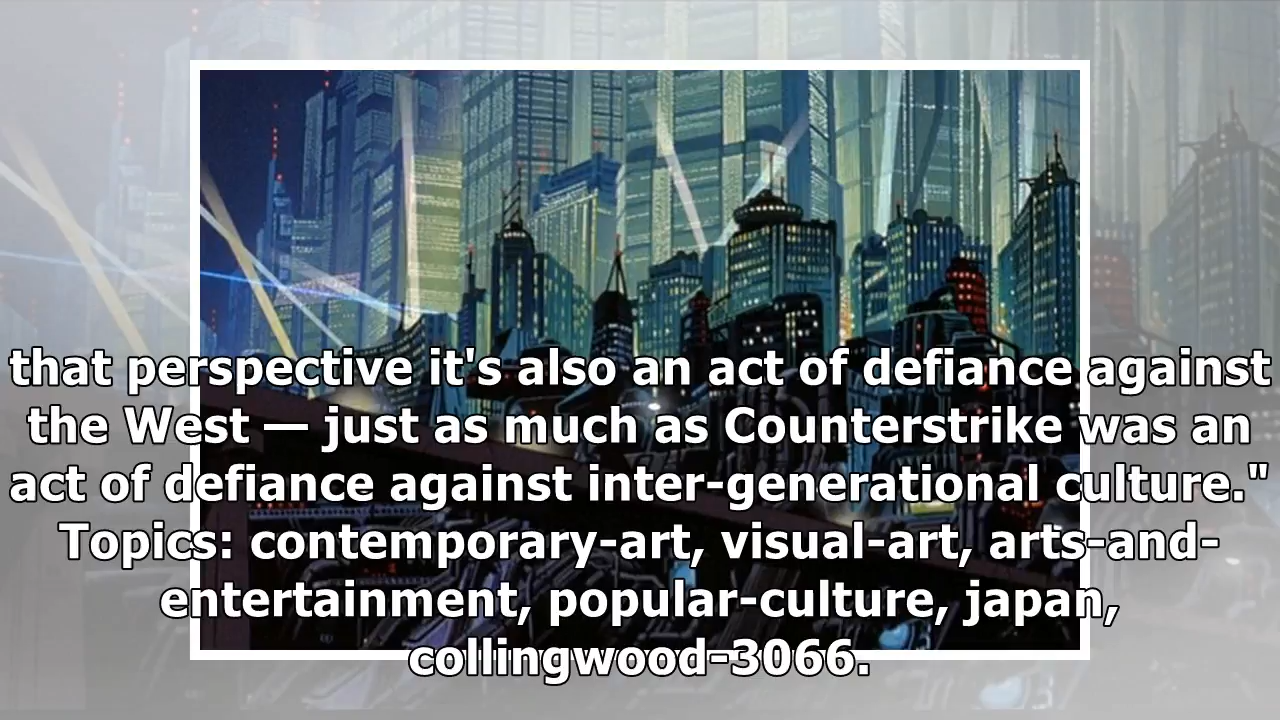 that perspective it's also an act of defiance against
the West — just as much as Counterstrike was an
act of defiance against inter-generational culture."
Topics: contemporary-art, visual-art, arts-and-
entertainment, popular-culture, japan,
collingwood-3066.